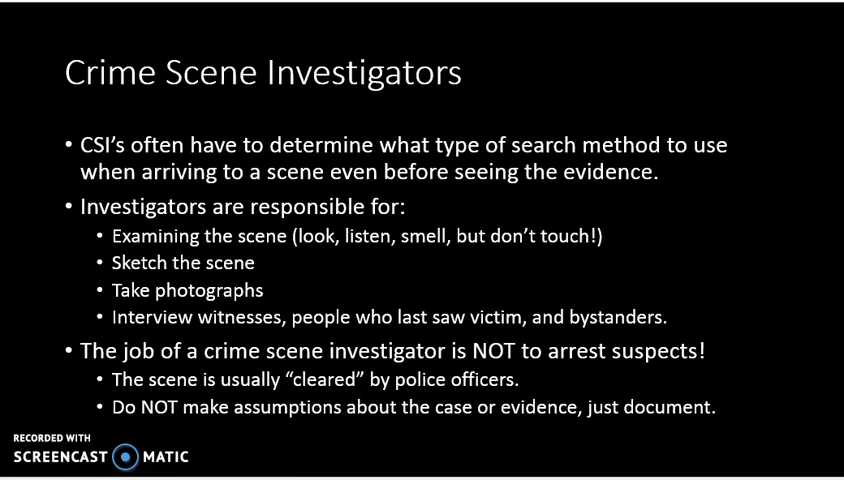 Crime Scene Investigators
• CSI's often have to determine what type of search method to use
when arriving to a scene even before seeing the evidence.
• Investigators are responsible for:
• Examining the scene (look, listen, smell, but don't touch!)
• Sketch the scene
• Take photographs
• Interview witnesses, people who last saw victim, and bystanders.
• The job of a crime scene investigator is NOT to arrest suspects!
• The scene is usually “cleared” by police officers.
• Do NOT make assumptions about the case or evidence, just document.
RECORDED WITH
SCREENCAST MATIC